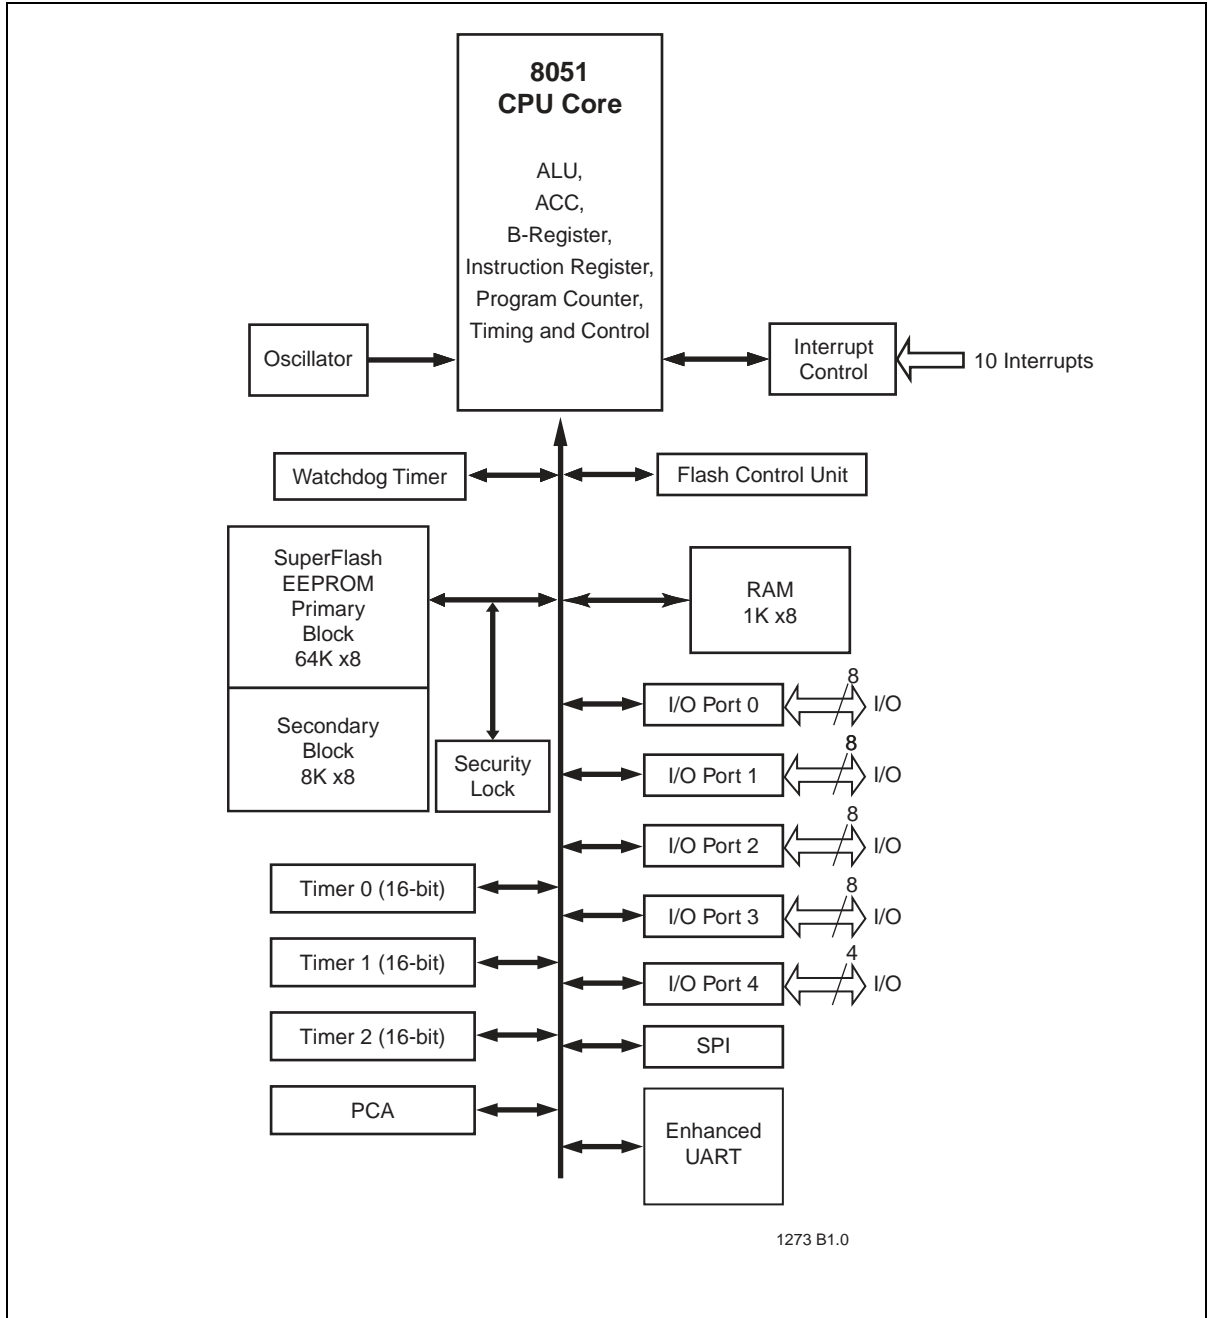 8051
CPU Core
ALU,
ACC,
B-Register,
Instruction Register,
Program Counter,
Timing and Control
Oscillator
Interrupt
Control
10 Interrupts
Watchdog Timer
Flash Control Unit
SuperFlash
EEPROM
Primary
Block
64K x8
RAM
1K x8
Secondary
Block
8K x8
Security
Lock
I/O Port 0
8
I/O
I/O Port 1
8
I/O
I/O Port 2
8
I/O
I/O Port 3
8
I/O
I/O Port 4
4
I/O
Timer 0 (16-bit)
Timer 1 (16-bit)
Timer 2 (16-bit)
PCA
SPI
Enhanced
UART
1273 B1.0